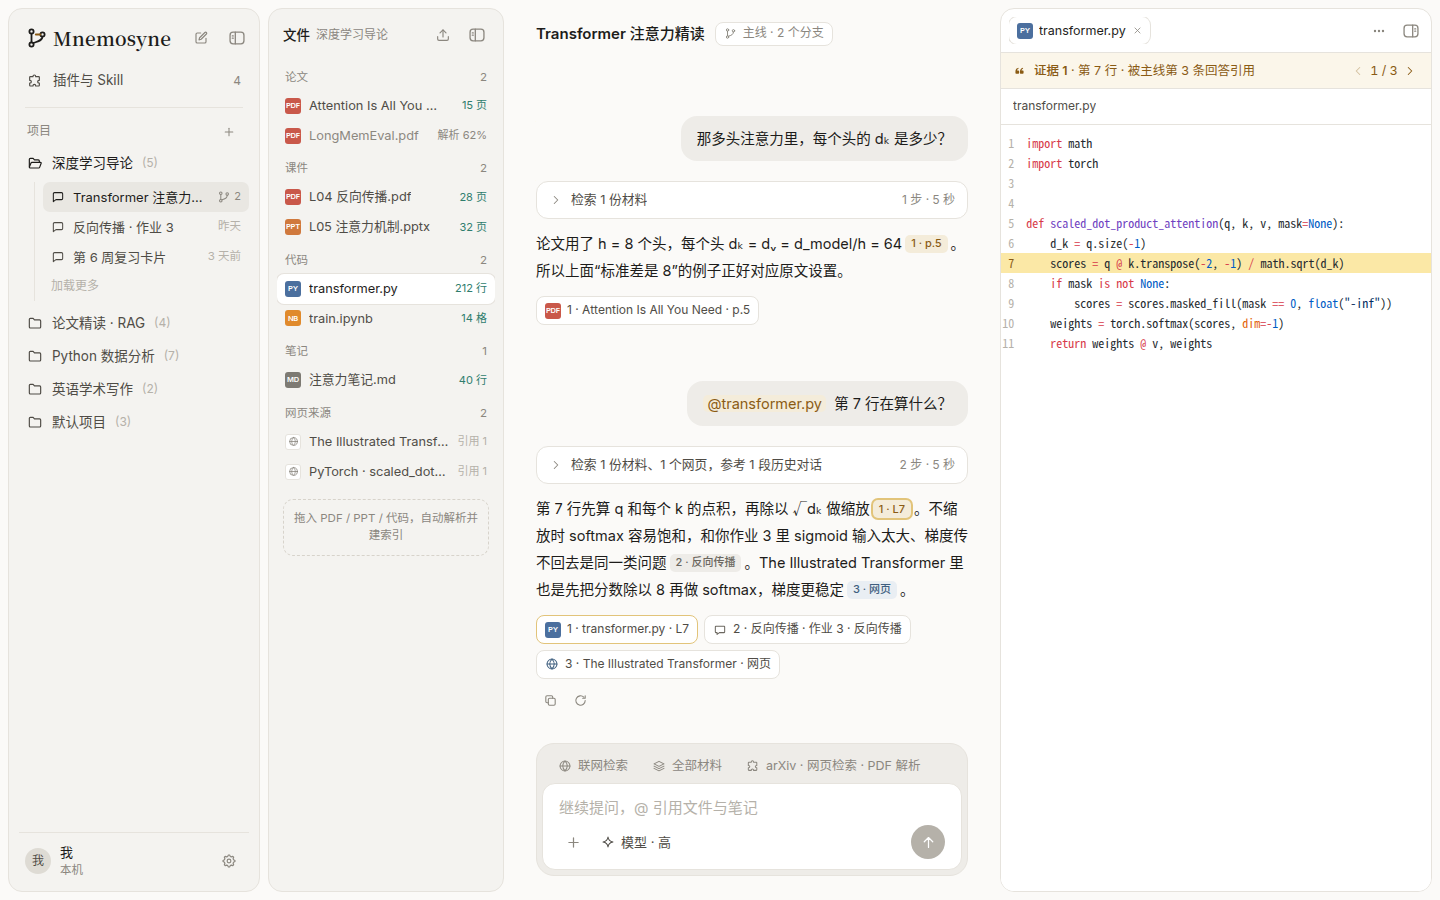 Mnemosyne
插件与 Skill 4
项目
深度学习导论 (5)
Transformer 注意力... 2
反向传播 · 作业 3 昨天
第 6 周复习卡片 3 天前
加载更多
论文精读 · RAG (4)
Python 数据分析 (7)
英语学术写作 (2)
默认项目 (3)
我 我
本机
文件 深度学习导论
论文 2
PDF Attention Is All You ... 15 页
PDF LongMemEval.pdf 解析 62%
课件 2
PDF L04 反向传播.pdf 28 页
PPT L05 注意力机制.pptx 32 页
代码 2
PY transformer.py 212 行
NB train.ipynb 14 格
笔记 1
MD 注意力笔记.md 40 行
网页来源 2
The Illustrated Transf... 引用 1
PyTorch · scaled_dot... 引用 1
拖入 PDF / PPT / 代码，自动解析并
建索引
Transformer 注意力精读 主线 · 2 个分支
那多头注意力里，每个头的 dₖ 是多少？
检索 1 份材料 1 步 · 5 秒
论文用了 h = 8 个头，每个头 dₖ = dᵥ = d_model/h = 64 1 · p.5 。
所以上面“标准差是 8”的例子正好对应原文设置。
PDF 1 · Attention Is All You Need · p.5
@transformer.py 第 7 行在算什么？
检索 1 份材料、1 个网页，参考 1 段历史对话 2 步 · 5 秒
第 7 行先算 q 和每个 k 的点积，再除以 √dₖ 做缩放 1 · L7 。不缩
放时 softmax 容易饱和，和你作业 3 里 sigmoid 输入太大、梯度传
不回去是同一类问题 2 · 反向传播 。The Illustrated Transformer 里
也是先把分数除以 8 再做 softmax，梯度更稳定 3 · 网页 。
PY 1 · transformer.py · L7 2 · 反向传播 · 作业 3 · 反向传播
3 · The Illustrated Transformer · 网页
联网检索 全部材料 arXiv · 网页检索 · PDF 解析
继续提问，@ 引用文件与笔记
模型 · 高
PY transformer.py ×
证据 1 · 第 7 行 · 被主线第 3 条回答引用 1 / 3
transformer.py
1 import math
2 import torch
3
4
5 def scaled_dot_product_attention(q, k, v, mask=None):
6 d_k = q.size(-1)
7 scores = q @ k.transpose(-2, -1) / math.sqrt(d_k)
8 if mask is not None:
9 scores = scores.masked_fill(mask == 0, float("-inf"))
10 weights = torch.softmax(scores, dim=-1)
11 return weights @ v, weights